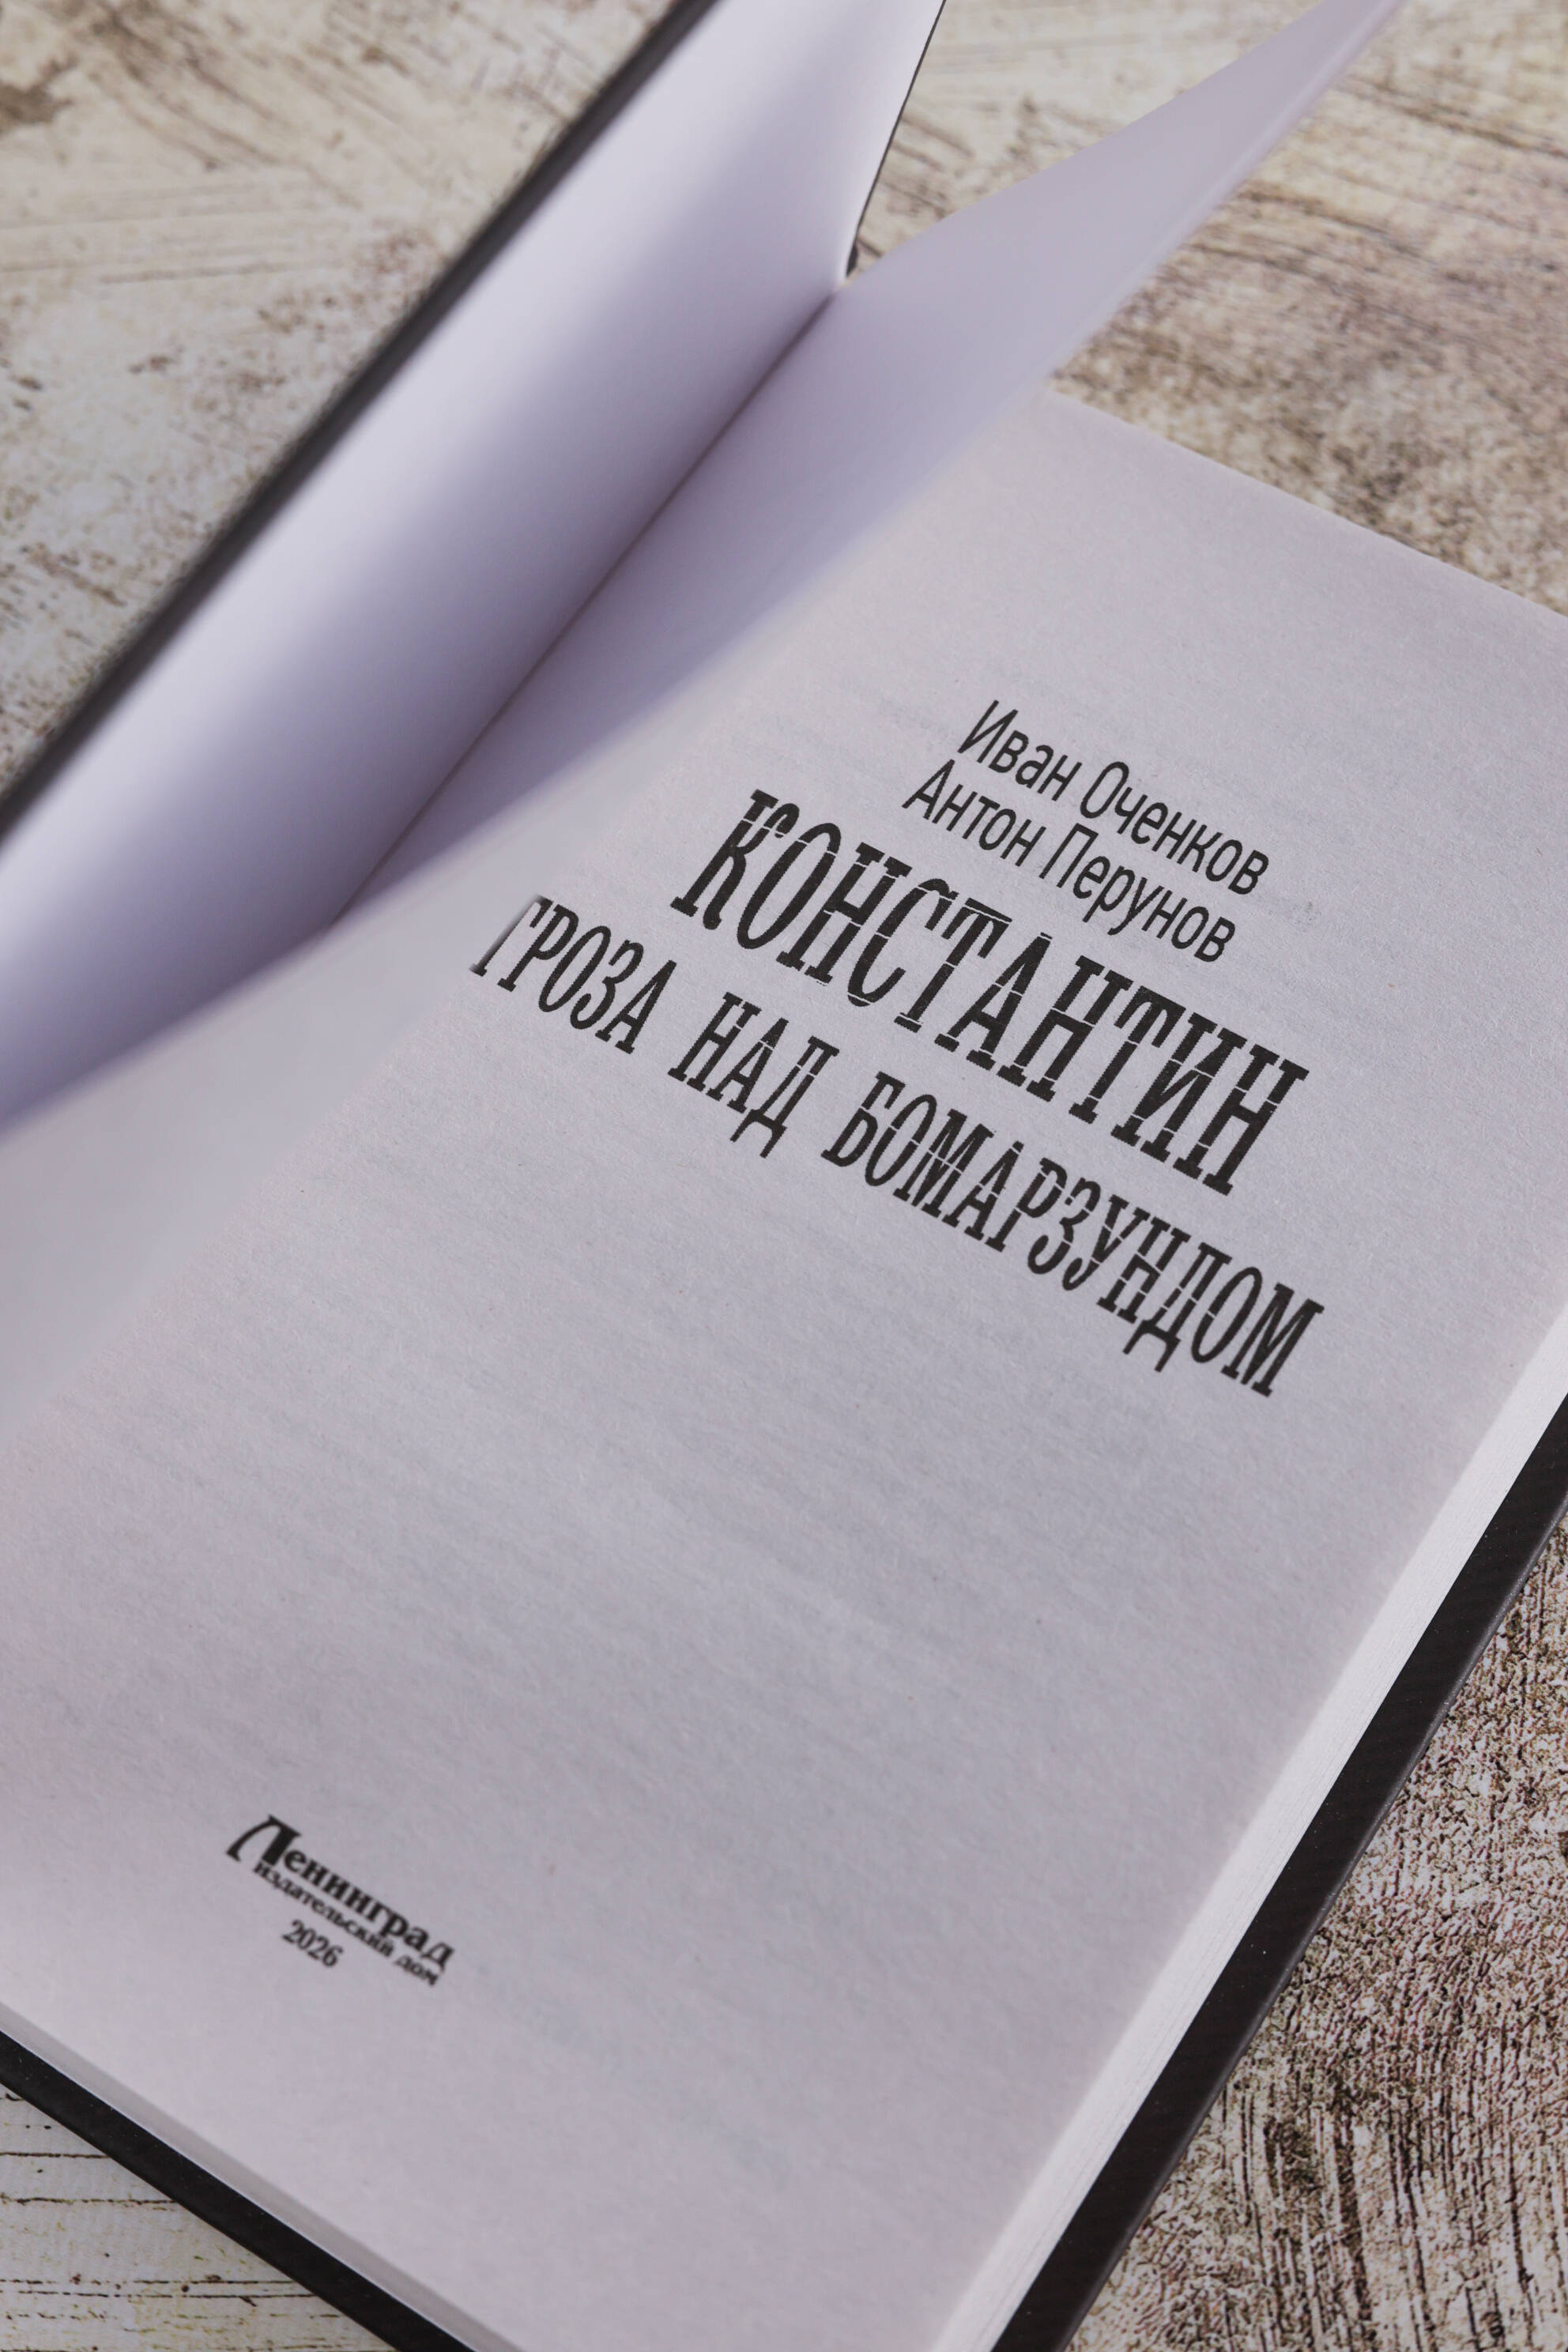 Иван Оченков
Антон Перунов
КОНСТАНТИН
ГРОЗА НАД БОМАРЗУНДОМ
Ленинград
издательский дом
2026